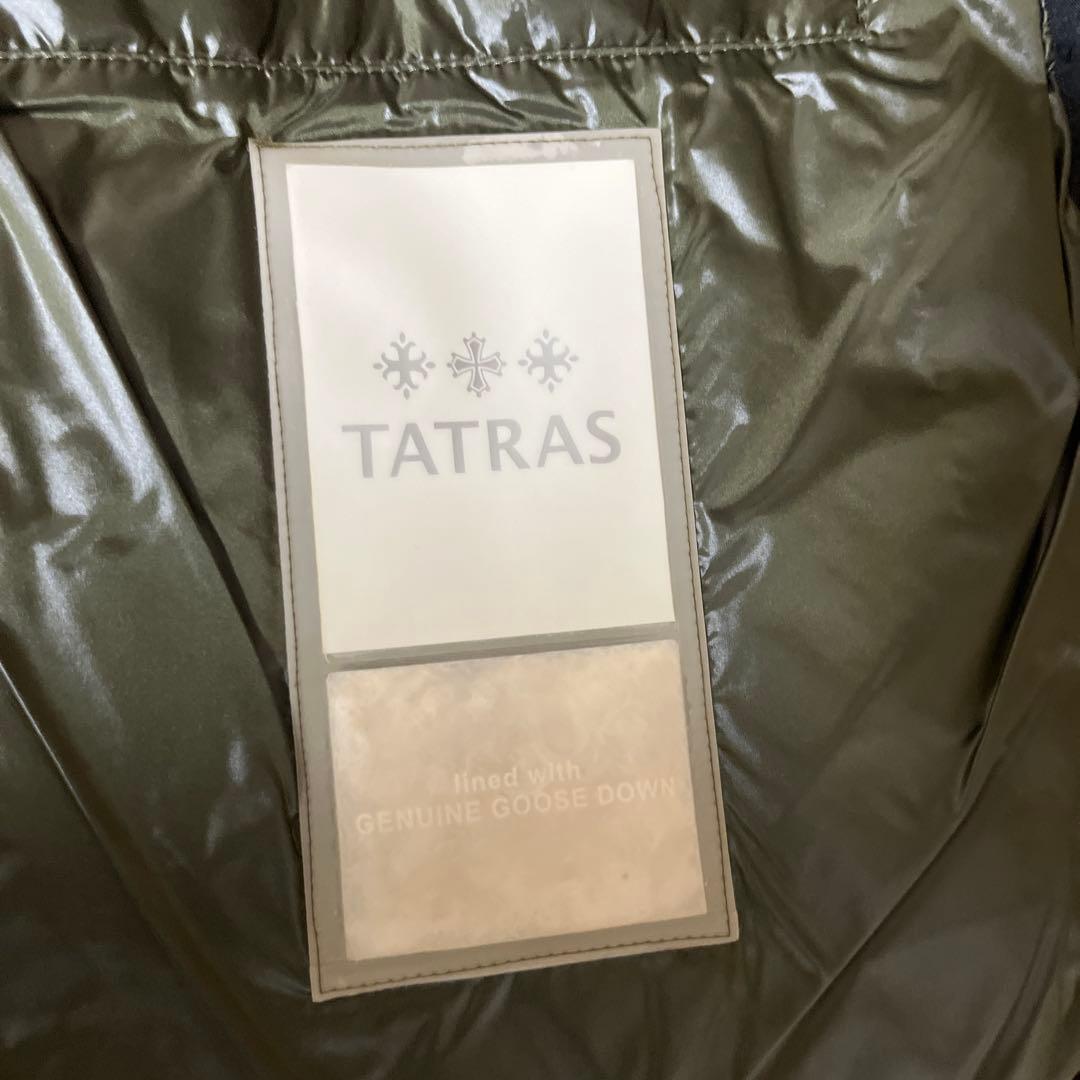 TATRAS
lined with
GENUINE GOOSE DOWN